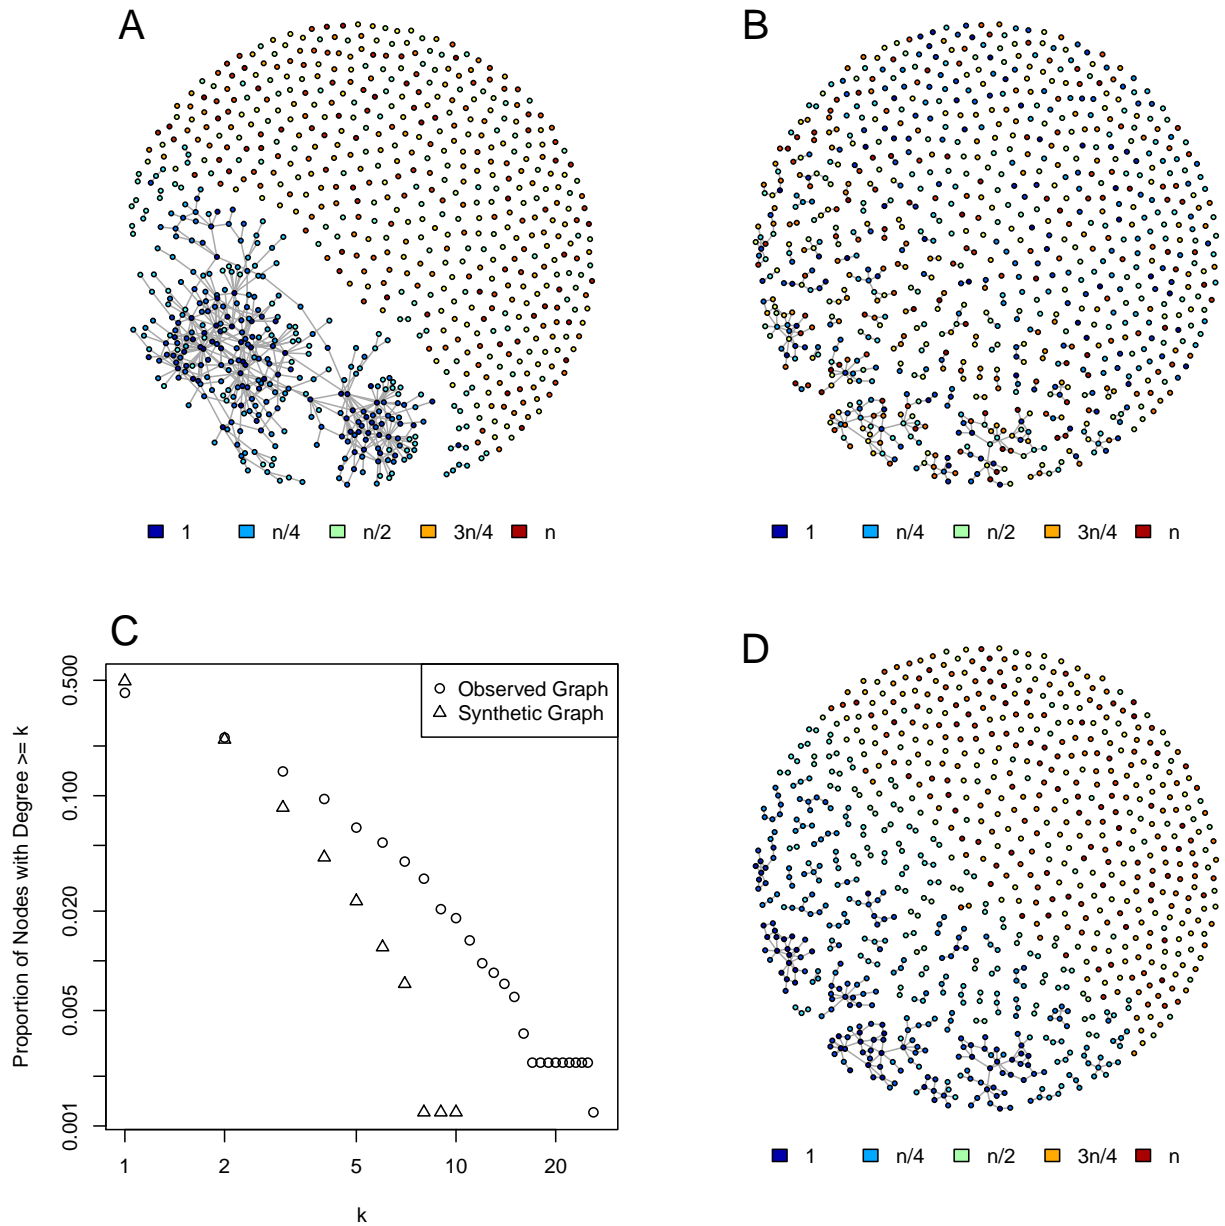 A
B
1 n/4 n/2 3n/4 n
1 n/4 n/2 3n/4 n
C
Observed Graph
Synthetic Graph
Proportion of Nodes with Degree >= k
0.500
0.100
0.020
0.005
0.001
1 2 5 10 20
k
D
1 n/4 n/2 3n/4 n